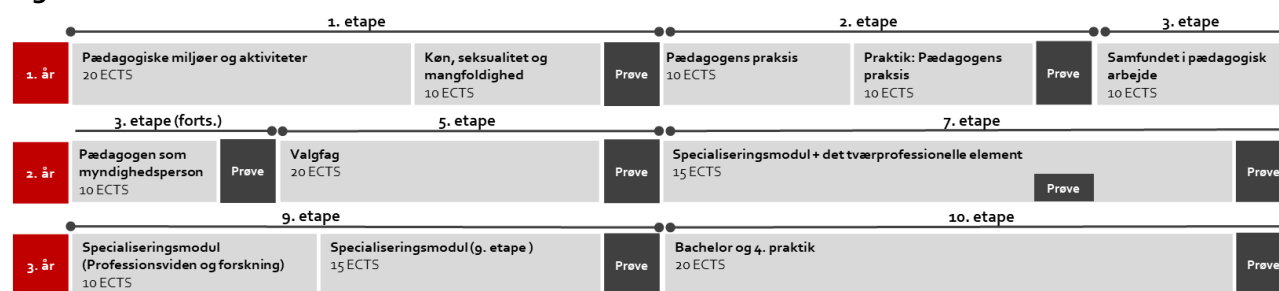 1. etape
2. etape
3. etape
1. år
Pædagogiske miljøer og aktiviteter
20 ECTS
Køn, seksualitet og
mangfoldighed
10 ECTS
Prøve
Pædagogens praksis
10 ECTS
Praktik: Pædagogens
praksis
10 ECTS
Prøve
Samfundet i pædagogisk
arbejde
10 ECTS
3. etape (forts.)
5. etape
7. etape
2. år
Pædagogen som
myndighedsperson
10 ECTS
Prøve
Valgfag
20 ECTS
Prøve
Specialiseringsmodul + det tværprofessionelle element
15 ECTS
Prøve
Prøve
9. etape
10. etape
3. år
Specialiseringsmodul
(Professionsviden og forskning)
10 ECTS
Specialiseringsmodul (9. etape )
15 ECTS
Prøve
Bachelor og 4. praktik
20 ECTS
Prøve